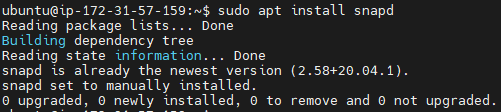 ubuntu@ip-172-31-57-159:~$ sudo apt install snapd
Reading package lists... Done
Building dependency tree
Reading state information... Done
snapd is already the newest version (2.58+20.04.1).
snapd set to manually installed.
0 upgraded, 0 newly installed, 0 to remove and 0 not upgraded.